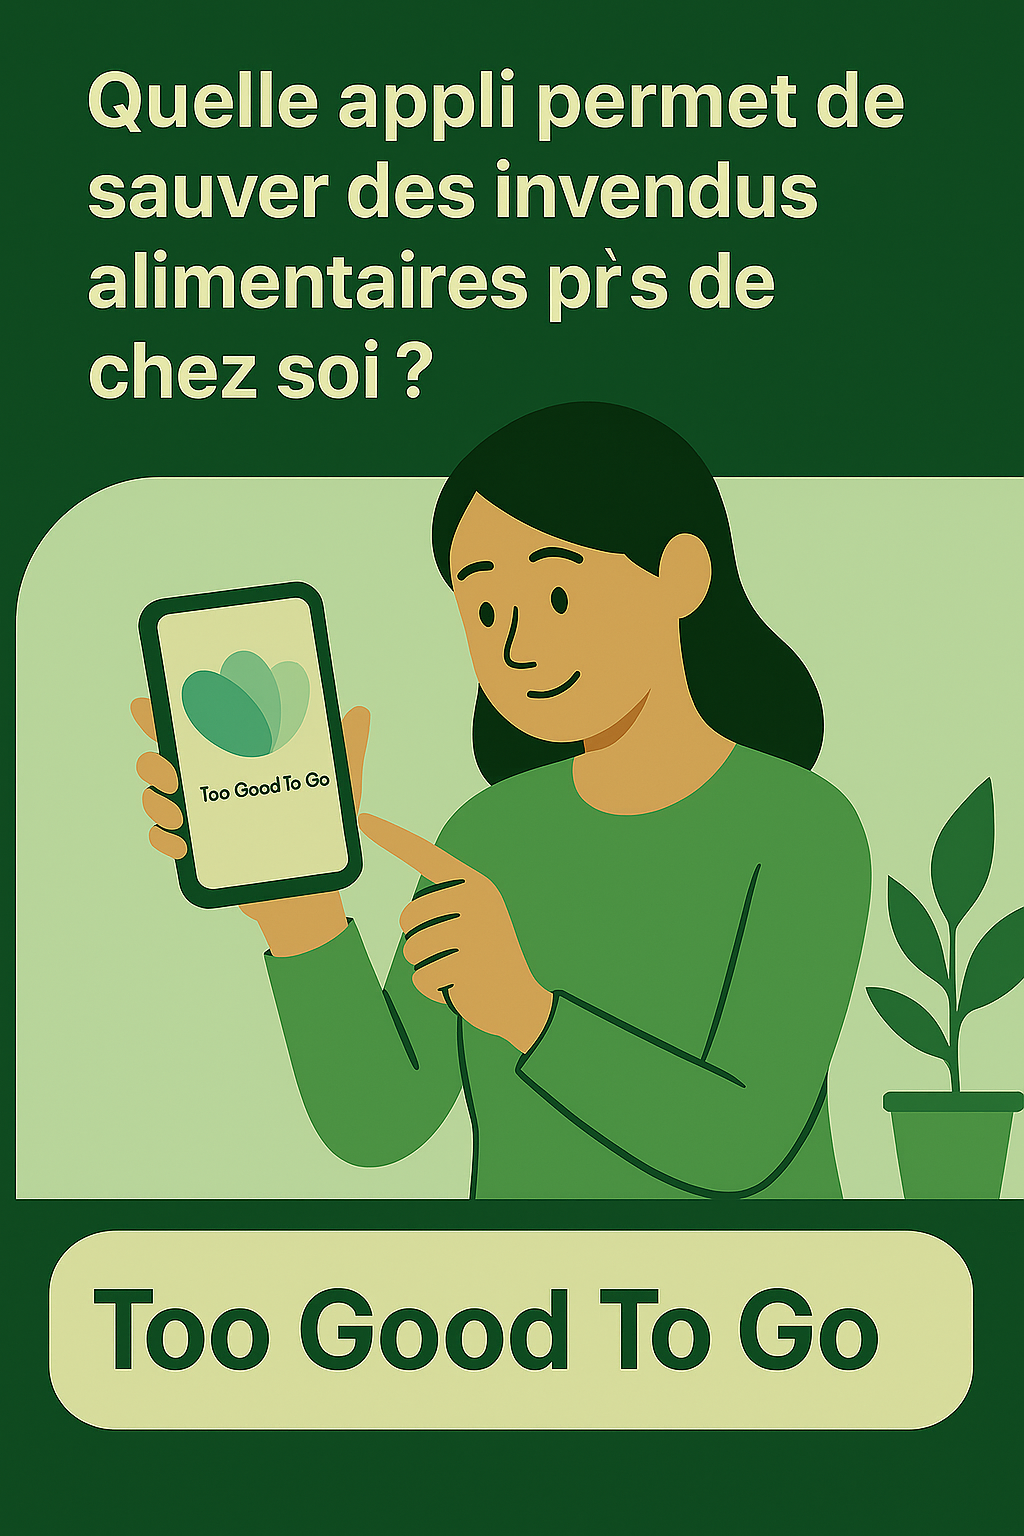 Quelle appli permet de
sauver des invendus
alimentaires pr̀s de
chez soi ?
Too Good To Go
Too Good To Go